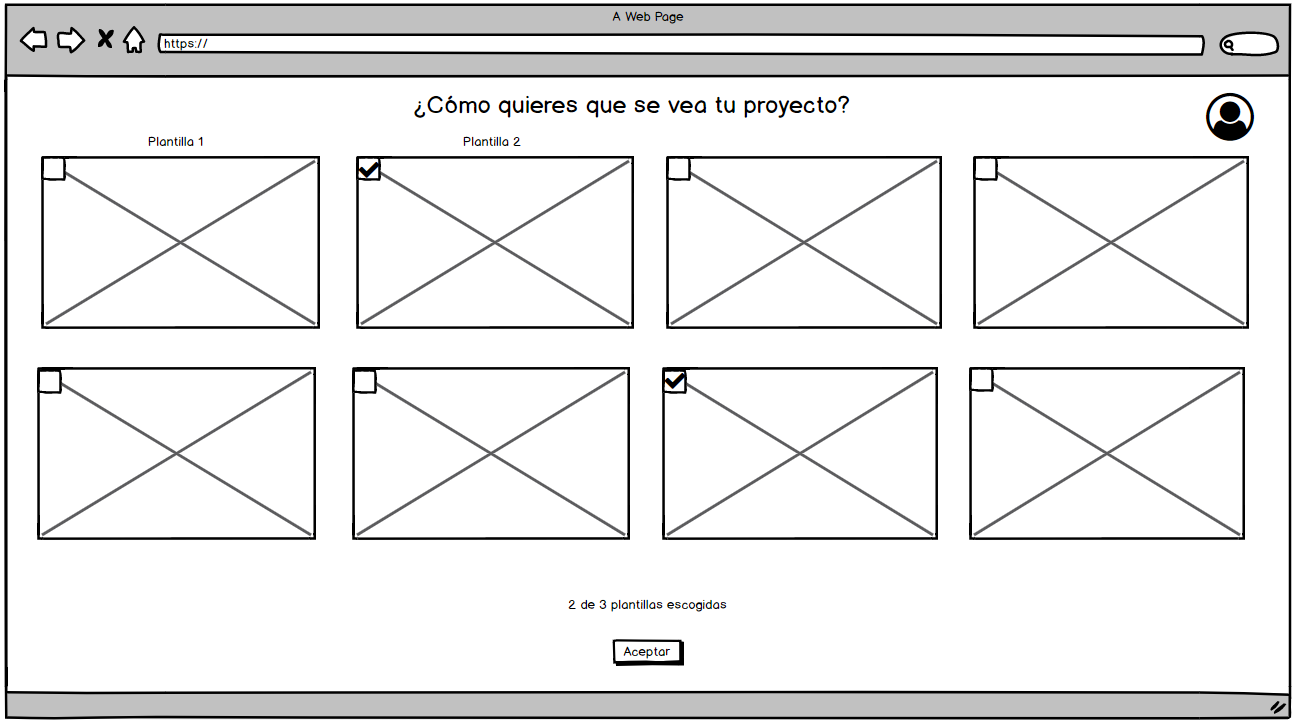 A Web Page
https://
¿Cómo quieres que se vea tu proyecto?
Plantilla 1
Plantilla 2
2 de 3 plantillas escogidas
Aceptar